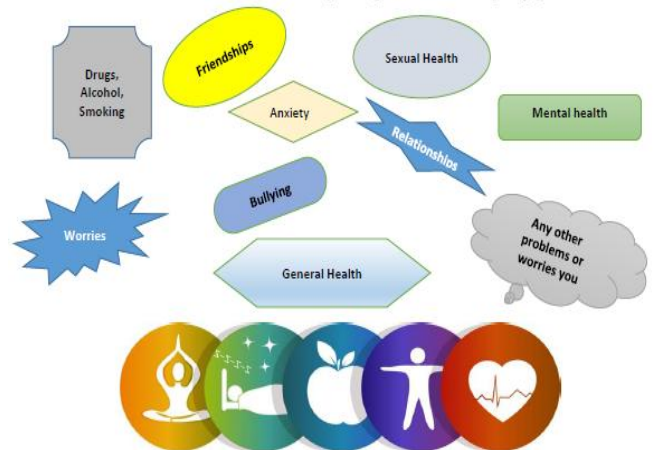 Friendships
Sexual Health
Drugs,
Alcohol,
Smoking
Anxiety
Mental health
Relationships
Bullying
Worries
Any other
problems or
worries you
General Health